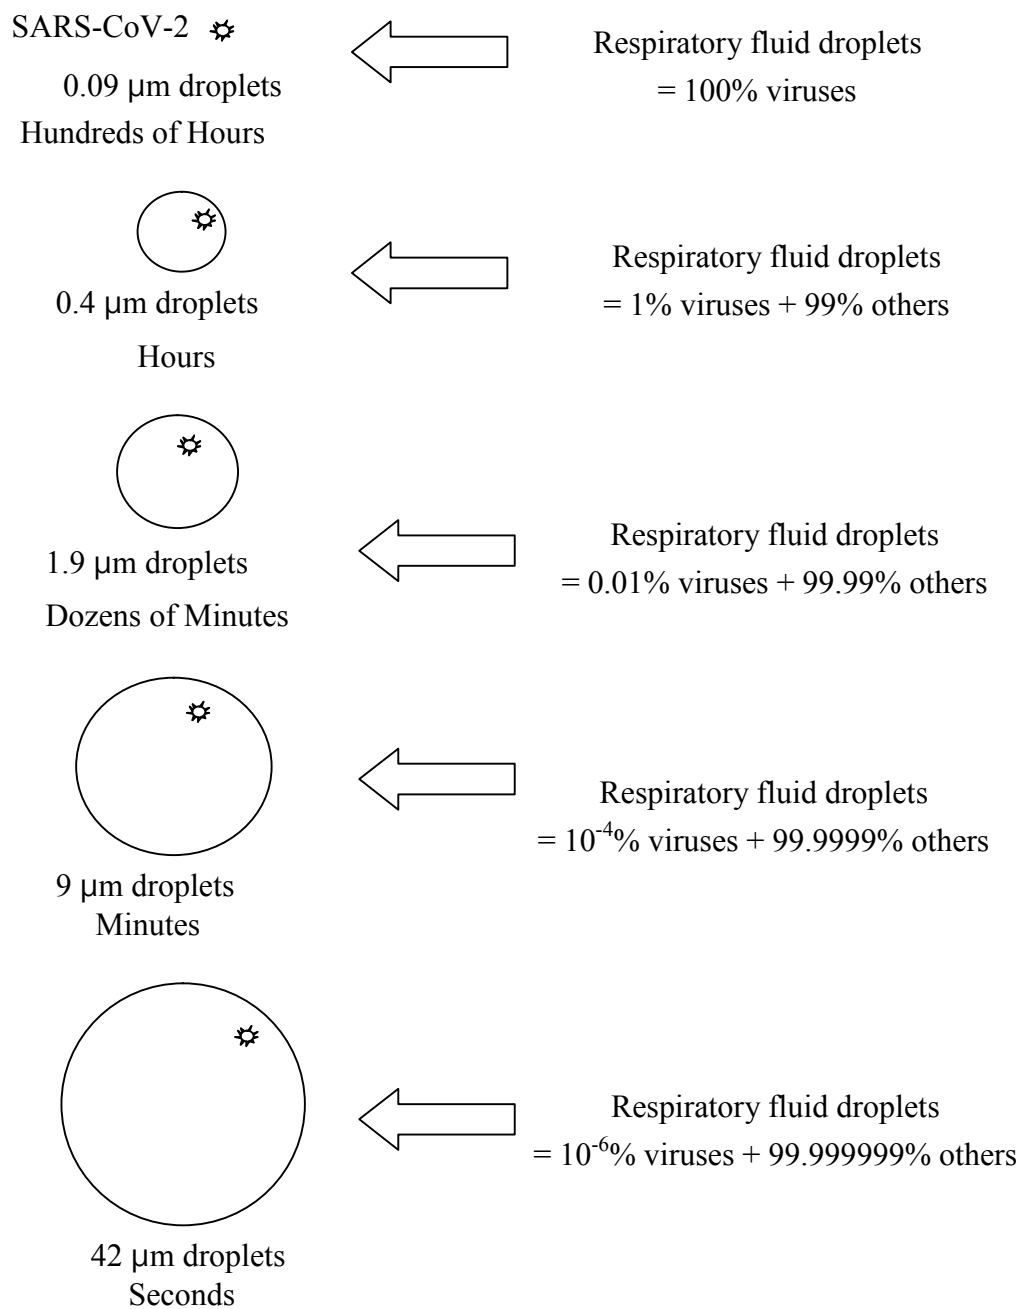 SARS-CoV-2
0.09 μm droplets
Hundreds of Hours
Respiratory fluid droplets
= 100% viruses
0.4 μm droplets
Hours
Respiratory fluid droplets
= 1% viruses + 99% others
1.9 μm droplets
Dozens of Minutes
Respiratory fluid droplets
= 0.01% viruses + 99.99% others
9 μm droplets
Minutes
Respiratory fluid droplets
= 10⁻⁴% viruses + 99.9999% others
42 μm droplets
Seconds
Respiratory fluid droplets
= 10⁻⁶% viruses + 99.999999% others